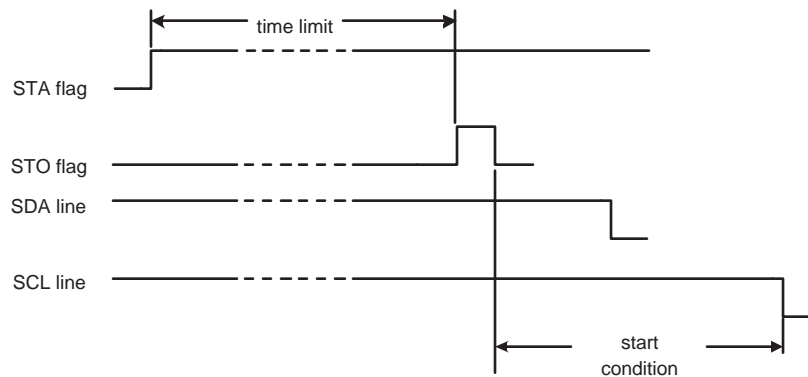 time limit
STA flag
STO flag
SDA line
SCL line
start
condition